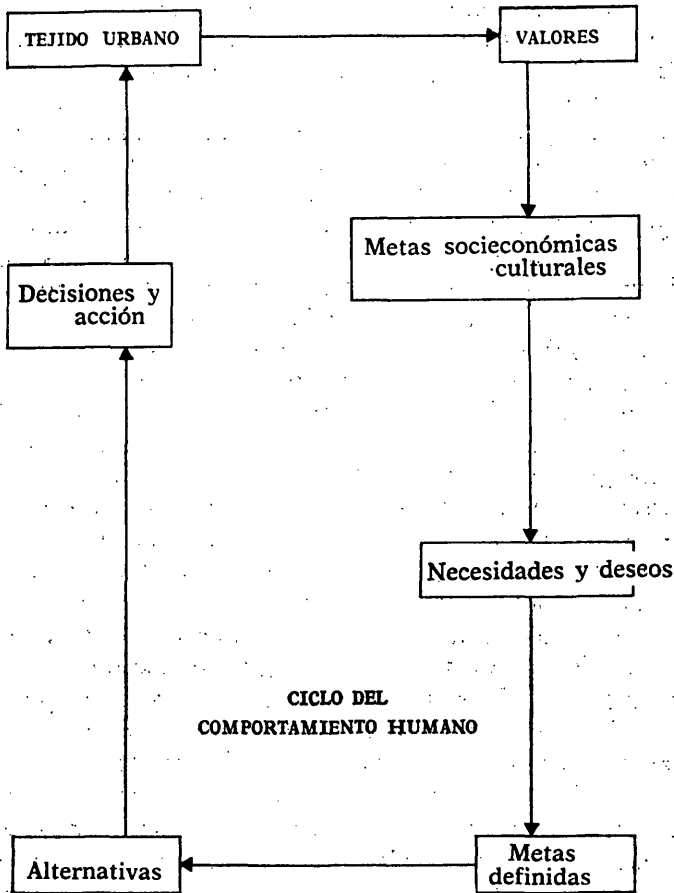 TEJIDO URBANO
VALORES
Metas socieconómicas
culturales
Decisiones y
acción
Necesidades y deseos
CICLO DEL
COMPORTAMIENTO HUMANO
Alternativas
Metas
definidas